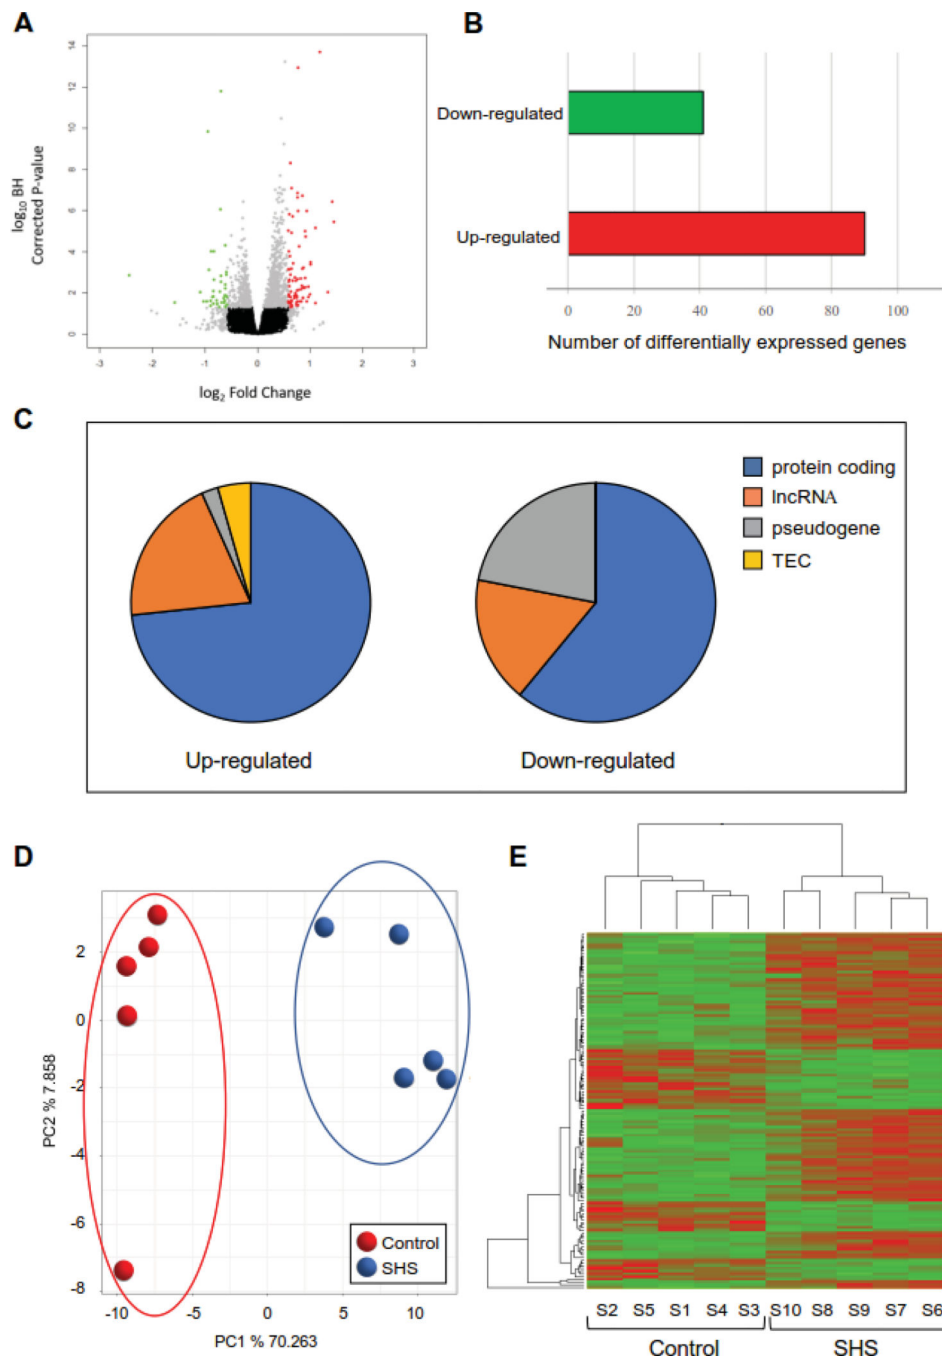 A
B
log10 BH
Corrected P-value
14
12
10
8
6
4
2
0
-3
-2
-1
0
1
2
3
log2 Fold Change
Down-regulated
Up-regulated
0
20
40
60
80
100
Number of differentially expressed genes
C
protein coding
lncRNA
pseudogene
TEC
Up-regulated
Down-regulated
D
PC2 % 7.858
2
0
-2
-4
-6
-8
-10
-5
0
5
10
PC1 % 70.263
Control
SHS
E
S2 S5 S1 S4 S3 S10 S8 S9 S7 S6
Control SHS